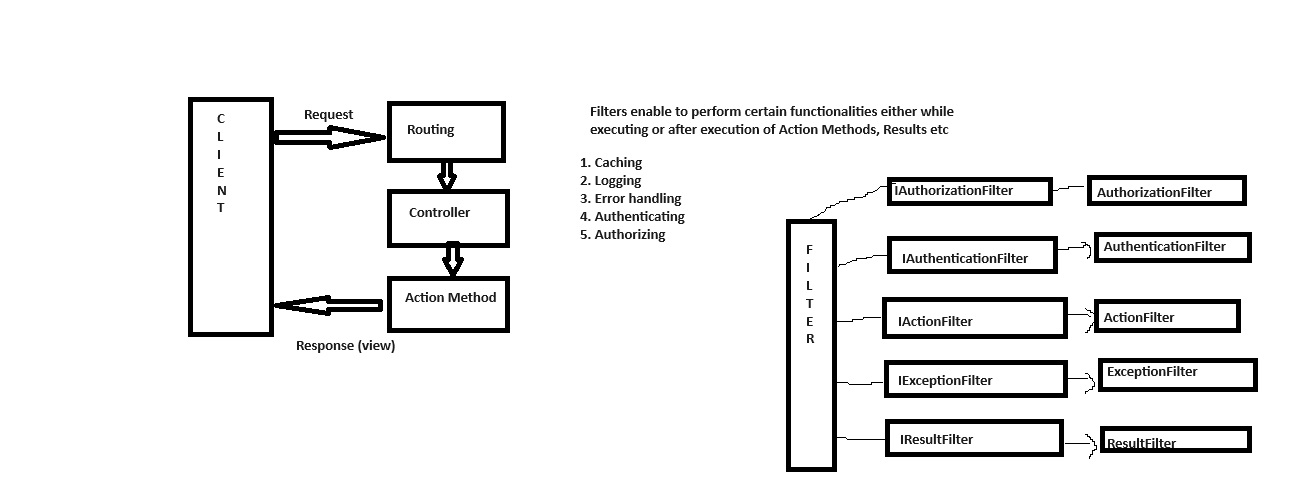 CLIENT
Request
Routing
Controller
Action Method
Response (view)
Filters enable to perform certain functionalities either while
executing or after execution of Action Methods, Results etc
1. Caching
2. Logging
3. Error handling
4. Authenticating
5. Authorizing
FILTER
IAuthorizationFilter
AuthorizationFilter
IAuthenticationFilter
AuthenticationFilter
IActionFilter
ActionFilter
IExceptionFilter
ExceptionFilter
IResultFilter
ResultFilter